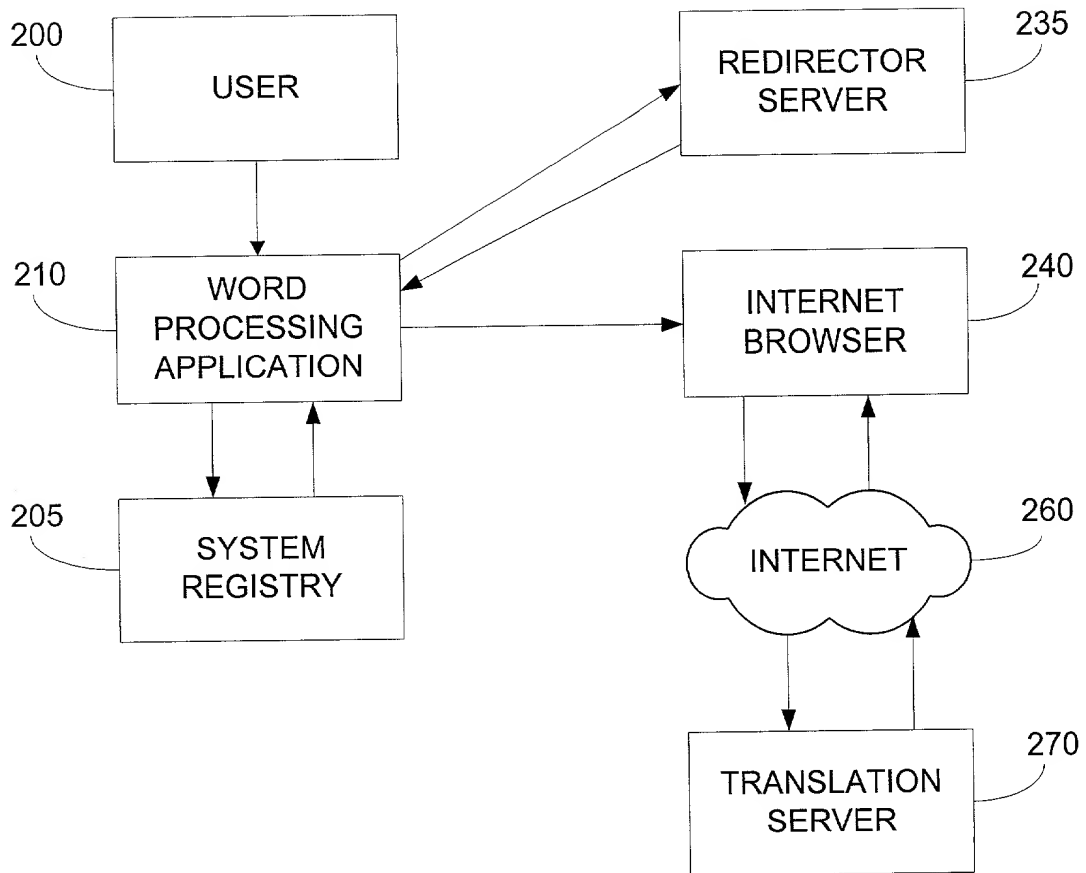 200
USER
235
REDIRECTOR
SERVER
210
WORD
PROCESSING
APPLICATION
240
INTERNET
BROWSER
205
SYSTEM
REGISTRY
260
INTERNET
270
TRANSLATION
SERVER